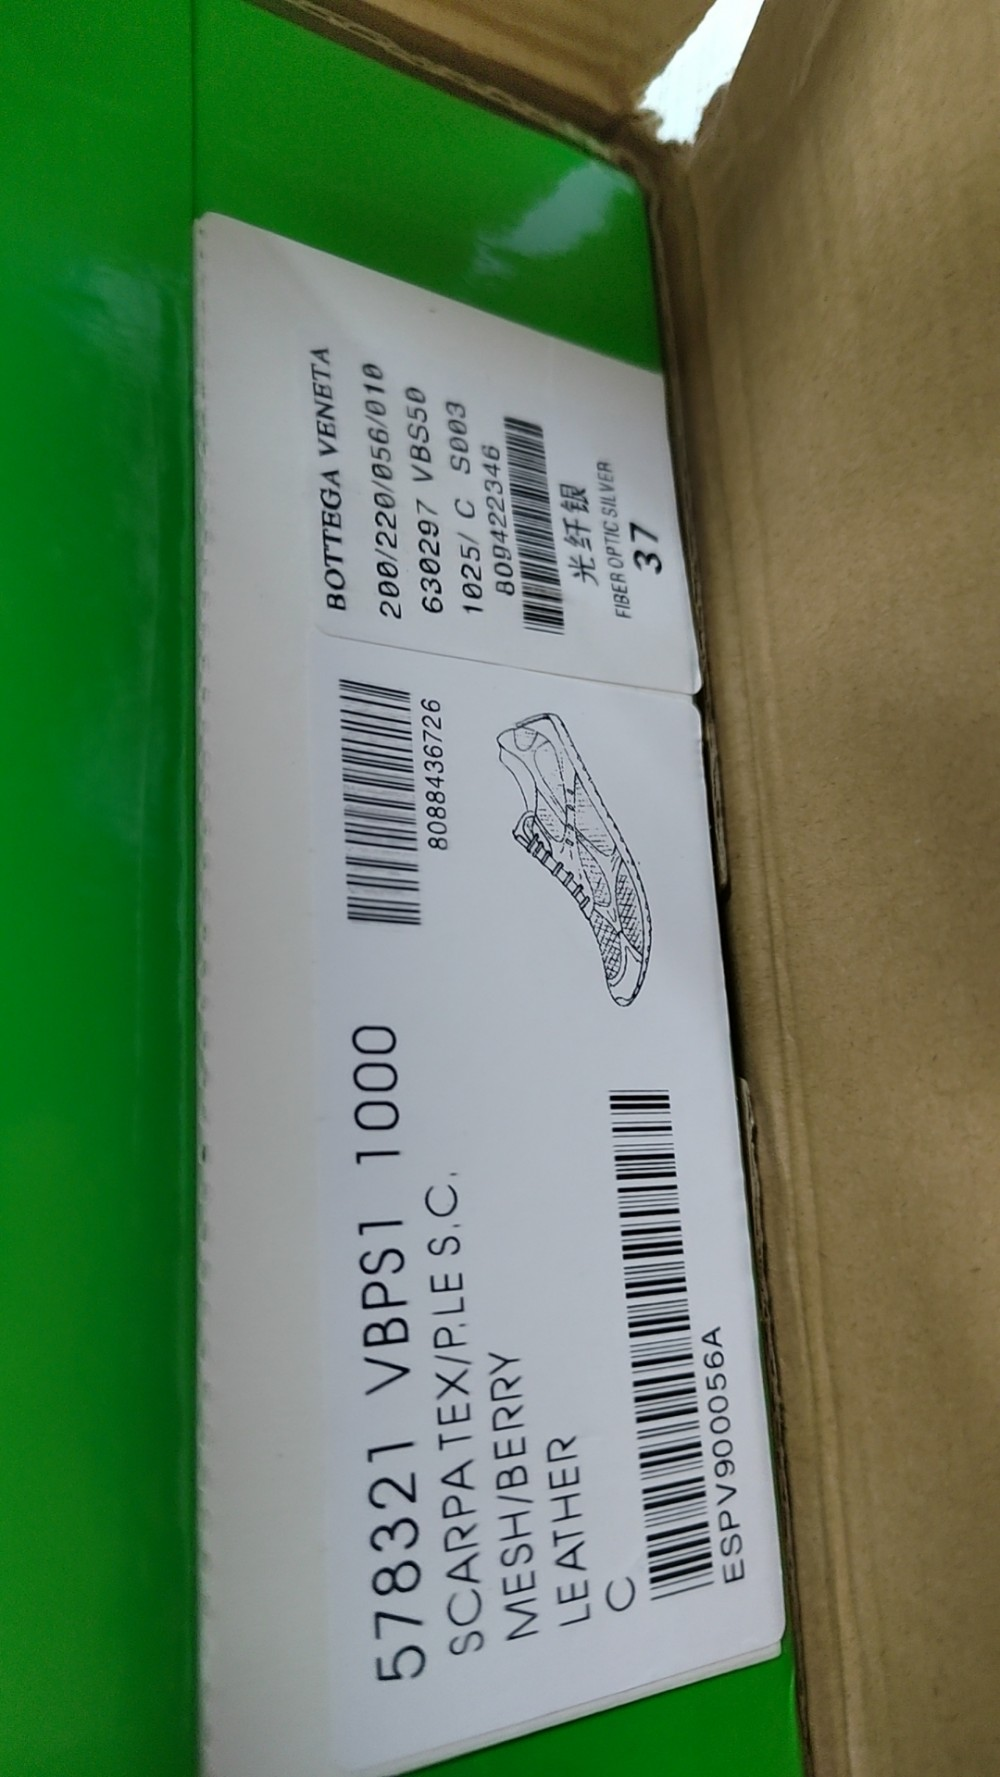 578321 VBPS1 1000
SCARPA TEX/P.LE S.C.
MESH/BERRY
LEATHER
C
ESPV900056A
8088436726
BOTTEGA VENETA
200/220/056/010
630297 VBS50
1025/ C S003
809422346
光纤银
FIBER OPTIC SILVER
37